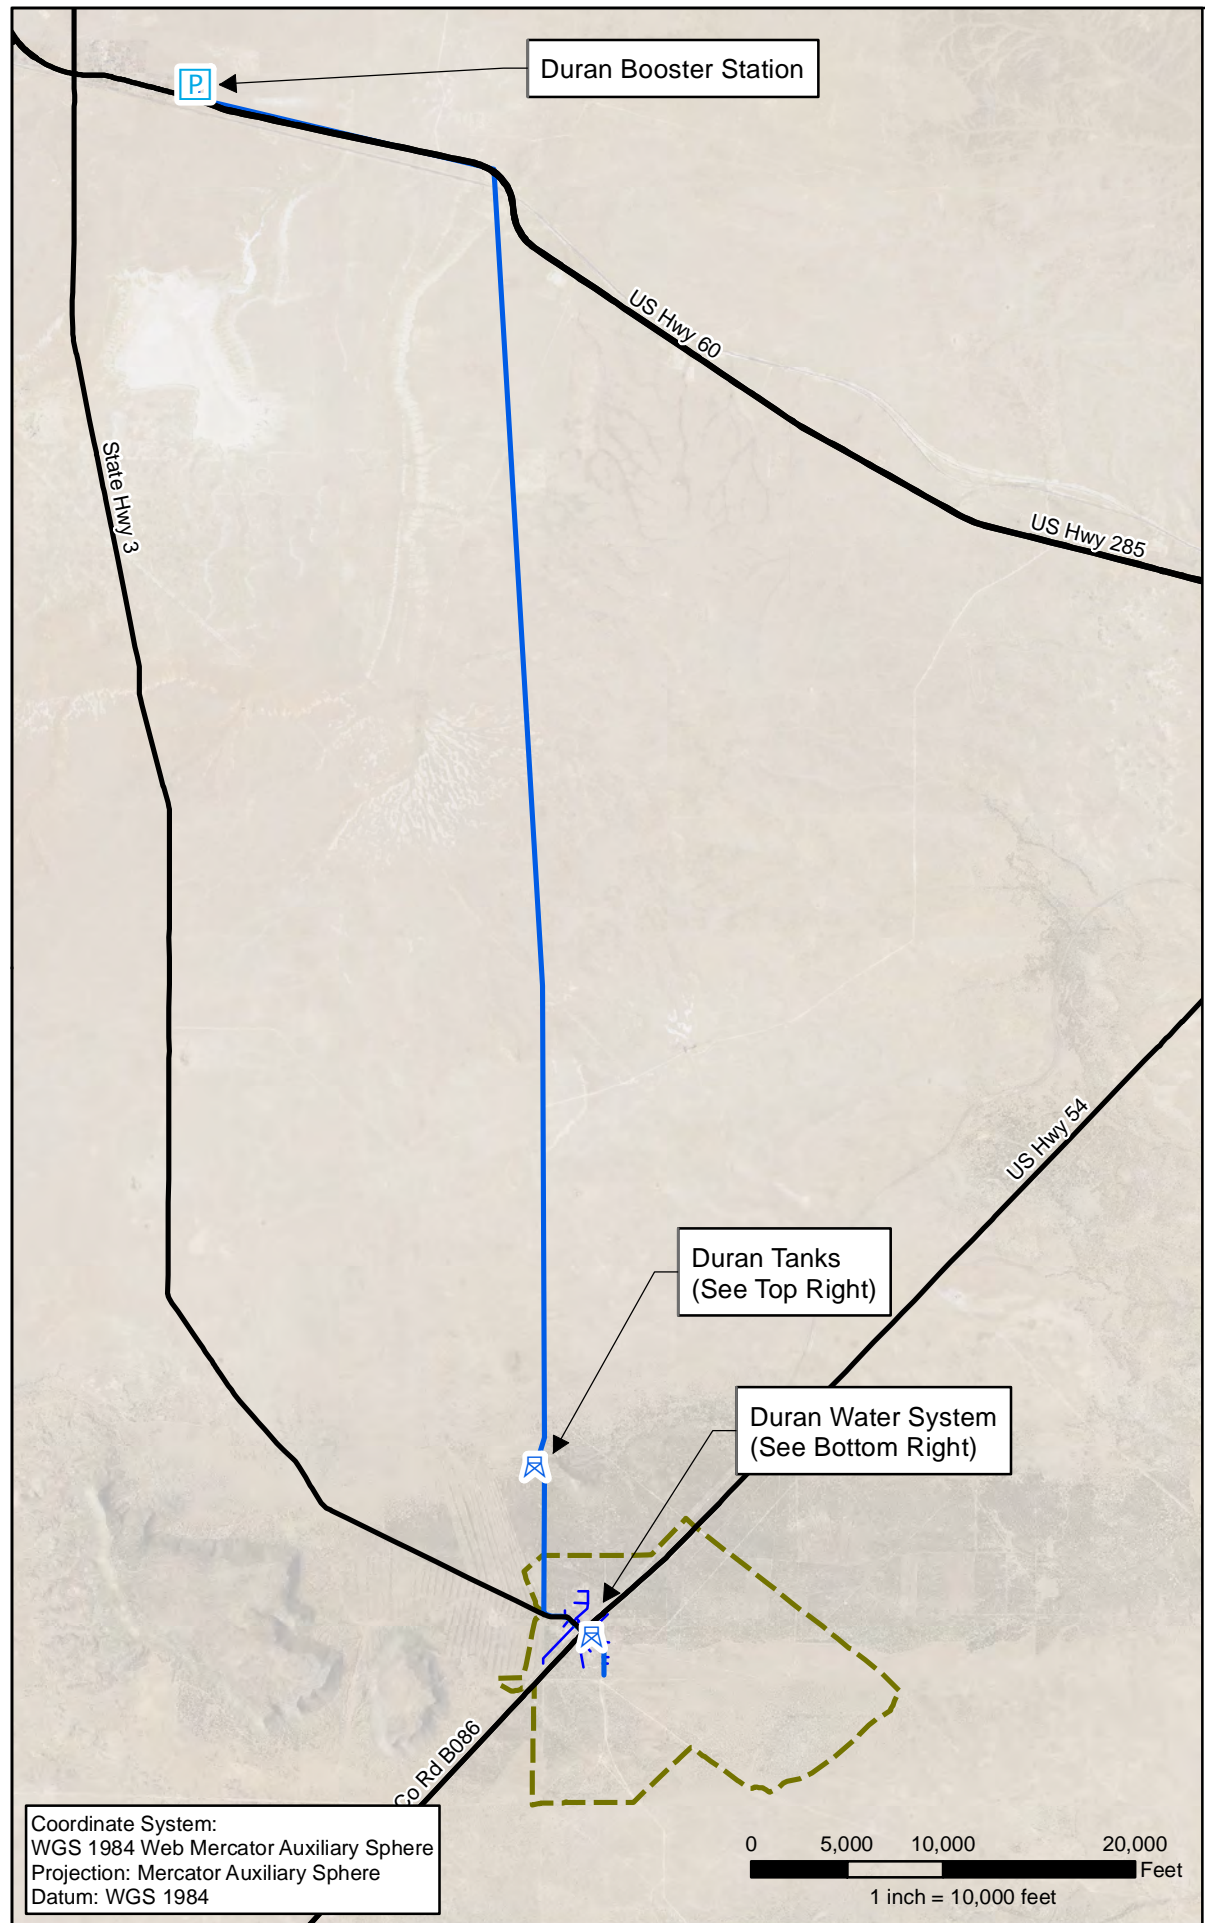 Duran Booster Station
P
US Hwy 60
State Hwy 3
US Hwy 285
US Hwy 54
Duran Tanks
(See Top Right)
Duran Water System
(See Bottom Right)
Co Rd B086
Coordinate System:
WGS 1984 Web Mercator Auxiliary Sphere
Projection: Mercator Auxiliary Sphere
Datum: WGS 1984
0 5,000 10,000 20,000
Feet
1 inch = 10,000 feet